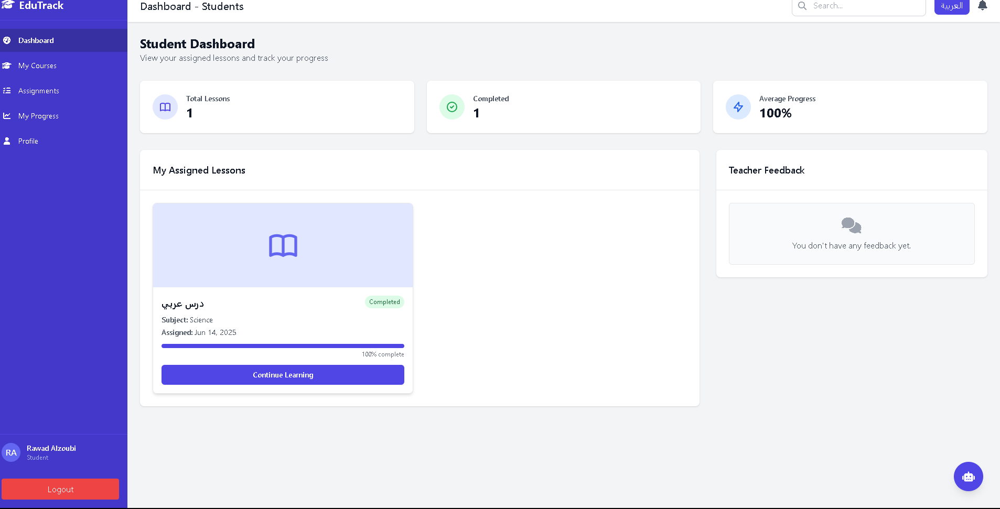 EduTrack
Dashboard
My Courses
Assignments
My Progress
Profile
RA
Rawad Alzoubi
Student
Logout
Dashboard - Students
Search...
العربية
Student Dashboard
View your assigned lessons and track your progress
Total Lessons
1
Completed
1
Average Progress
100%
My Assigned Lessons
درس عربي
Completed
Subject: Science
Assigned: Jun 14, 2025
100% complete
Continue Learning
Teacher Feedback
You don't have any feedback yet.